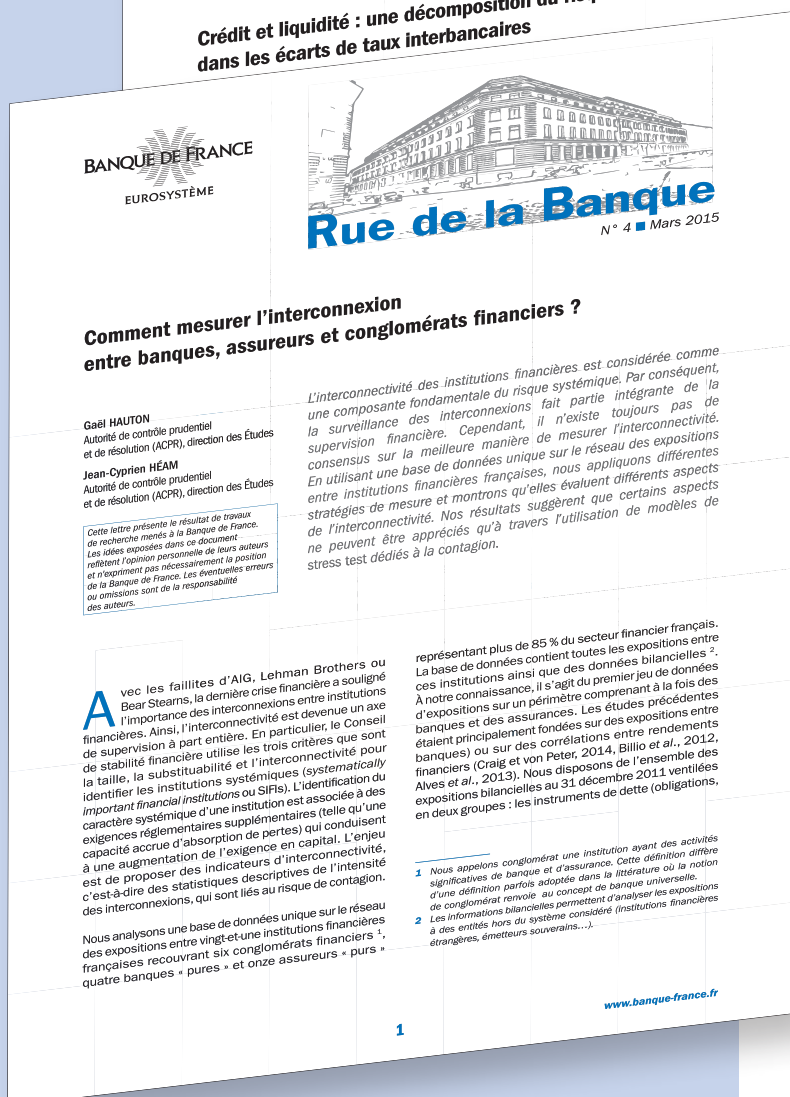 Crédit et liquidité : une décomposition du
dans les écarts de taux interbancaires
BANQUE DE FRANCE
EUROSYSTÈME
Rue de la Banque
N° 4 ■ Mars 2015
Comment mesurer l’interconnexion
entre banques, assureurs et conglomérats financiers ?
Gaël HAUTON
Autorité de contrôle prudentiel
et de résolution (ACPR), direction des Études
Jean-Cyprien HÉAM
Autorité de contrôle prudentiel
et de résolution (ACPR), direction des Études
Cette lettre présente le résultat de travaux
de recherche menés à la Banque de France.
Les idées exposées dans ce document
reflètent l’opinion personnelle de leurs auteurs
et n’expriment pas nécessairement la position
de la Banque de France. Les éventuelles erreurs
ou omissions sont de la responsabilité
des auteurs.
L’interconnectivité des institutions financières est considérée comme
une composante fondamentale du risque systémique. Par conséquent,
la surveillance des interconnexions fait partie intégrante de la
supervision financière. Cependant, il n’existe toujours pas de
consensus sur la meilleure manière de mesurer l’interconnectivité.
En utilisant une base de données unique sur le réseau des expositions
entre institutions financières françaises, nous appliquons différentes
stratégies de mesure et montrons qu’elles évaluent différents aspects
de l’interconnectivité. Nos résultats suggèrent que certains aspects
ne peuvent être appréciés qu’à travers l’utilisation de modèles de
stress test dédiés à la contagion.
Avec les faillites d’AIG, Lehman Brothers ou
Bear Stearns, la dernière crise financière a souligné
l’importance des interconnexions entre institutions
financières. Ainsi, l’interconnectivité est devenue un axe
de supervision à part entière. En particulier, le Conseil
de stabilité financière utilise les trois critères que sont
la taille, la substituabilité et l’interconnectivité pour
identifier les institutions systémiques (systematically
important financial institutions ou SIFIs). L’identification du
caractère systémique d’une institution est associée à des
exigences réglementaires supplémentaires (telle qu’une
capacité accrue d’absorption de pertes) qui conduisent
à une augmentation de l’exigence en capital. L’enjeu
est de proposer des indicateurs d’interconnectivité,
c’est-à-dire des statistiques descriptives de l’intensité
des interconnexions, qui sont liés au risque de contagion.
Nous analysons une base de données unique sur le réseau
des expositions entre vingt-et-une institutions financières
françaises recouvrant six conglomérats financiers ¹,
quatre banques « pures » et onze assureurs « purs »
représentant plus de 85 % du secteur financier français.
La base de données contient toutes les expositions entre
ces institutions ainsi que des données bilancielles ².
À notre connaissance, il s’agit du premier jeu de données
d’expositions sur un périmètre comprenant à la fois des
banques et des assurances. Les études précédentes
étaient principalement fondées sur des expositions entre
banques) ou sur des corrélations entre rendements
financiers (Craig et von Peter, 2014, Billio et al., 2012,
Alves et al., 2013). Nous disposons de l’ensemble des
expositions bilancielles au 31 décembre 2011 ventilées
en deux groupes : les instruments de dette (obligations,
1 Nous appelons conglomérat une institution ayant des activités
significatives de banque et d’assurance. Cette définition diffère
d’une définition parfois adoptée dans la littérature où la notion
de conglomérat renvoie au concept de banque universelle.
2 Les informations bilancielles permettent d’analyser les expositions
à des entités hors du système considéré (institutions financières
étrangères, émetteurs souverains…).
www.banque-france.fr
1